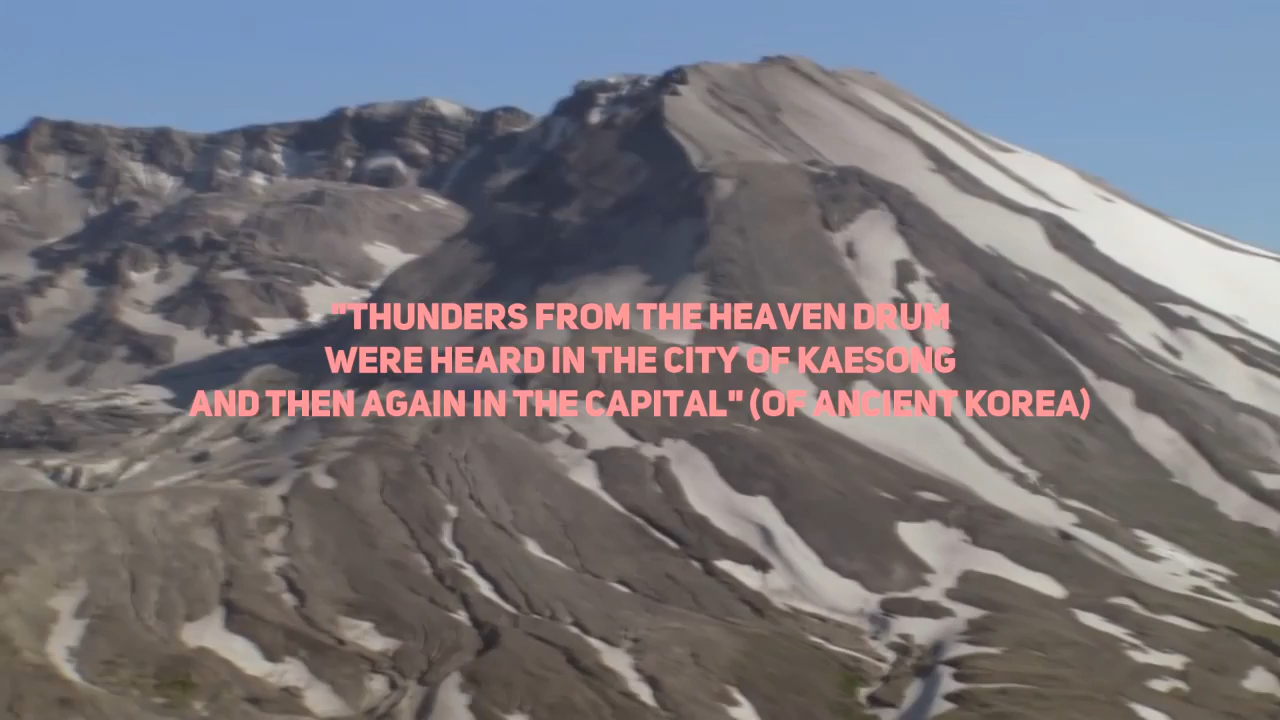 "THUNDERS FROM THE HEAVEN DRUM
WERE HEARD IN THE CITY OF KAESONG
AND THEN AGAIN IN THE CAPITAL" (OF ANCIENT KOREA)